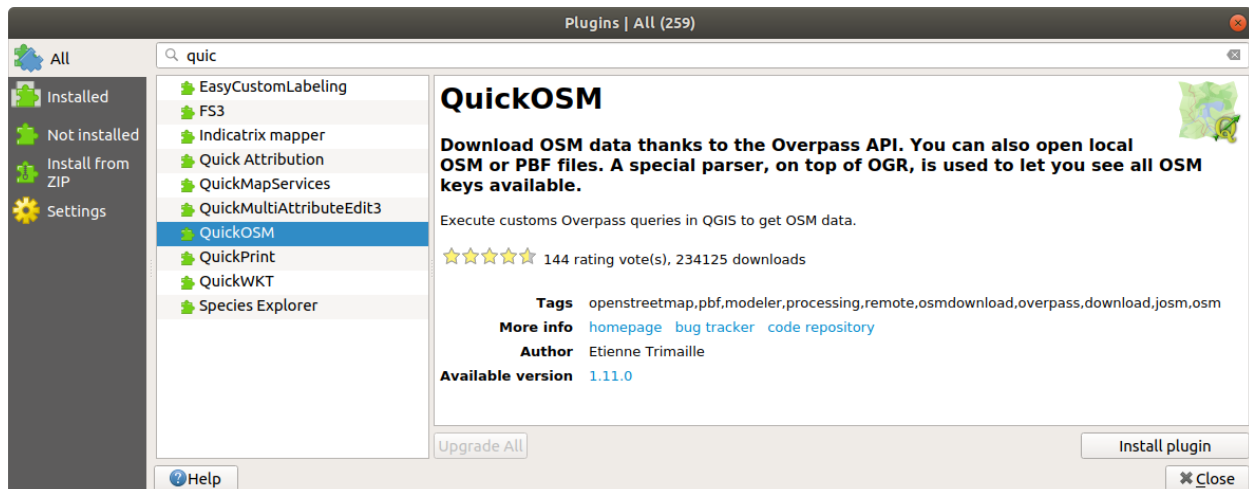 Plugins | All (259)
All
Installed
Not installed
Install from
ZIP
Settings
quic
EasyCustomLabeling
FS3
Indicatrix mapper
Quick Attribution
QuickMapServices
QuickMultiAttributeEdit3
QuickOSM
QuickPrint
QuickWKT
Species Explorer
QuickOSM
Download OSM data thanks to the Overpass API. You can also open local
OSM or PBF files. A special parser, on top of OGR, is used to let you see all OSM
keys available.
Execute customs Overpass queries in QGIS to get OSM data.
144 rating vote(s), 234125 downloads
Tags openstreetmap,pbf,modeler,processing,remote,osmdownload,overpass,download,josm,osm
More info homepage bug tracker code repository
Author Etienne Trimaille
Available version 1.11.0
Upgrade All
Install plugin
Help
Close